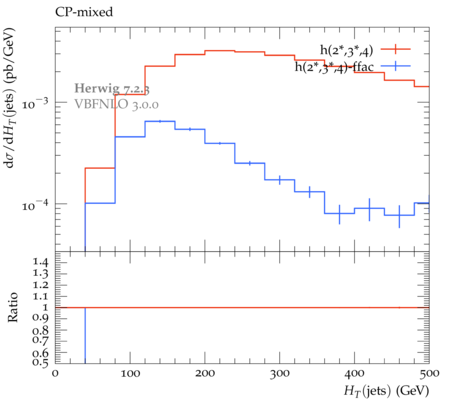 CP-mixed
dσ/dH_T(jets) (pb/GeV)
h(2*,3*,4)
h(2*,3*,4)-ffac
Herwig 7.2.3
VBFNLO 3.0.0
10⁻³
10⁻⁴
Ratio
1.4
1.3
1.2
1.1
1
0.9
0.8
0.7
0.6
0.5
0 100 200 300 400 500
H_T(jets) (GeV)